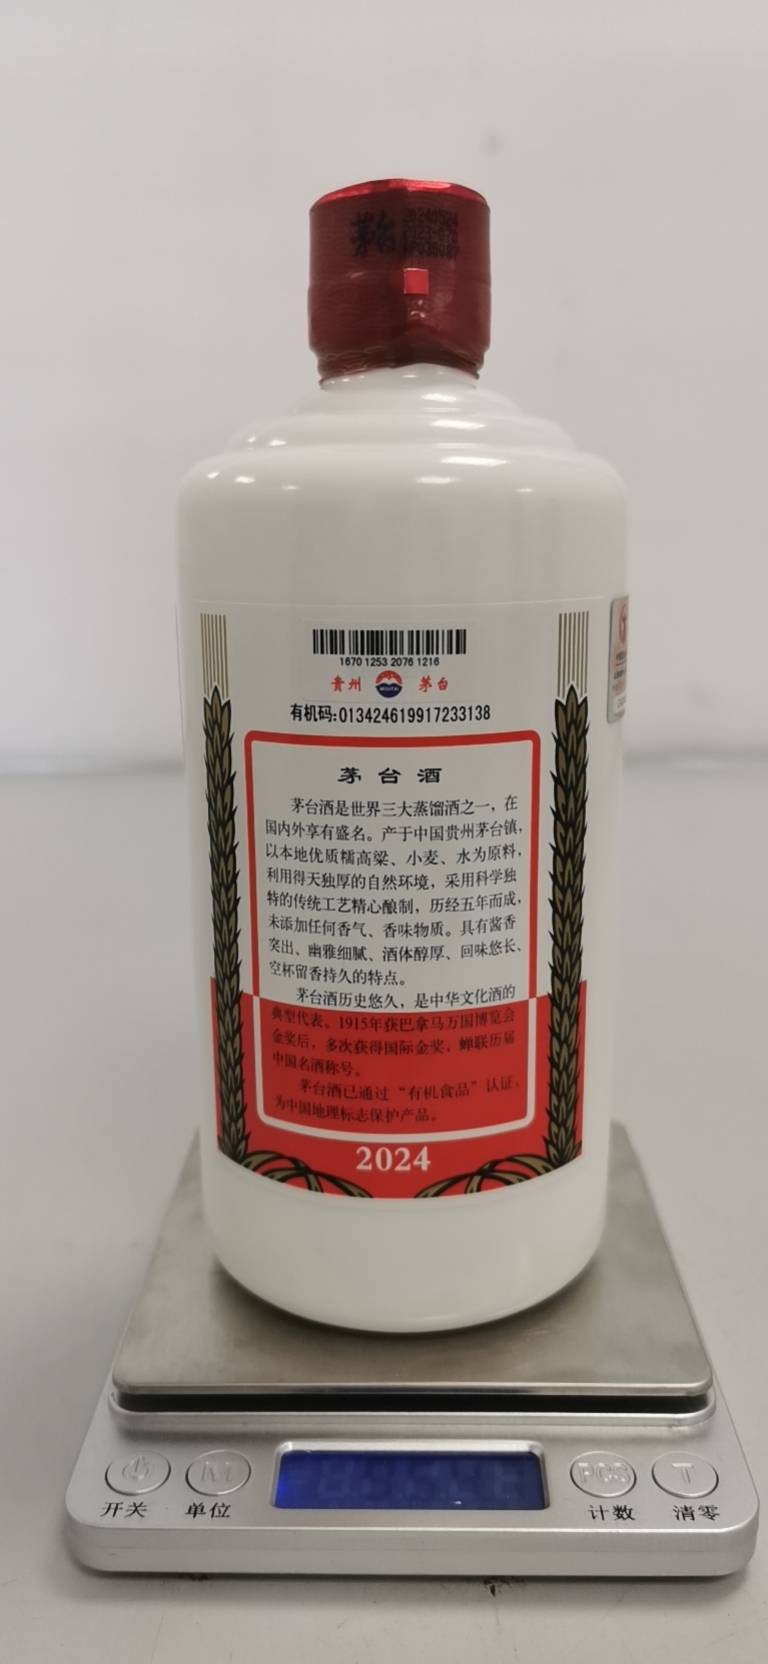 茅台
20240524
2023-070
1670 1253 2076 1216
贵州 茅台
有机码:013424619917233138
茅台酒
茅台酒是世界三大蒸馏酒之一，在
国内外享有盛名。产于中国贵州茅台镇，
以本地优质糯高粱、小麦、水为原料，
利用得天独厚的自然环境，采用科学独
特的传统工艺精心酿制，历经五年而成，
未添加任何香气、香味物质。具有酱香
突出、幽雅细腻、酒体醇厚、回味悠长、
空杯留香持久的特点。
茅台酒历史悠久，是中华文化酒的
典型代表。1915年获巴拿马万国博览会
金奖后，多次获得国际金奖，蝉联历届
中国名酒称号。
茅台酒已通过“有机食品”认证，
为中国地理标志保护产品。
2024
M PCS T
开关 单位 计数 清零